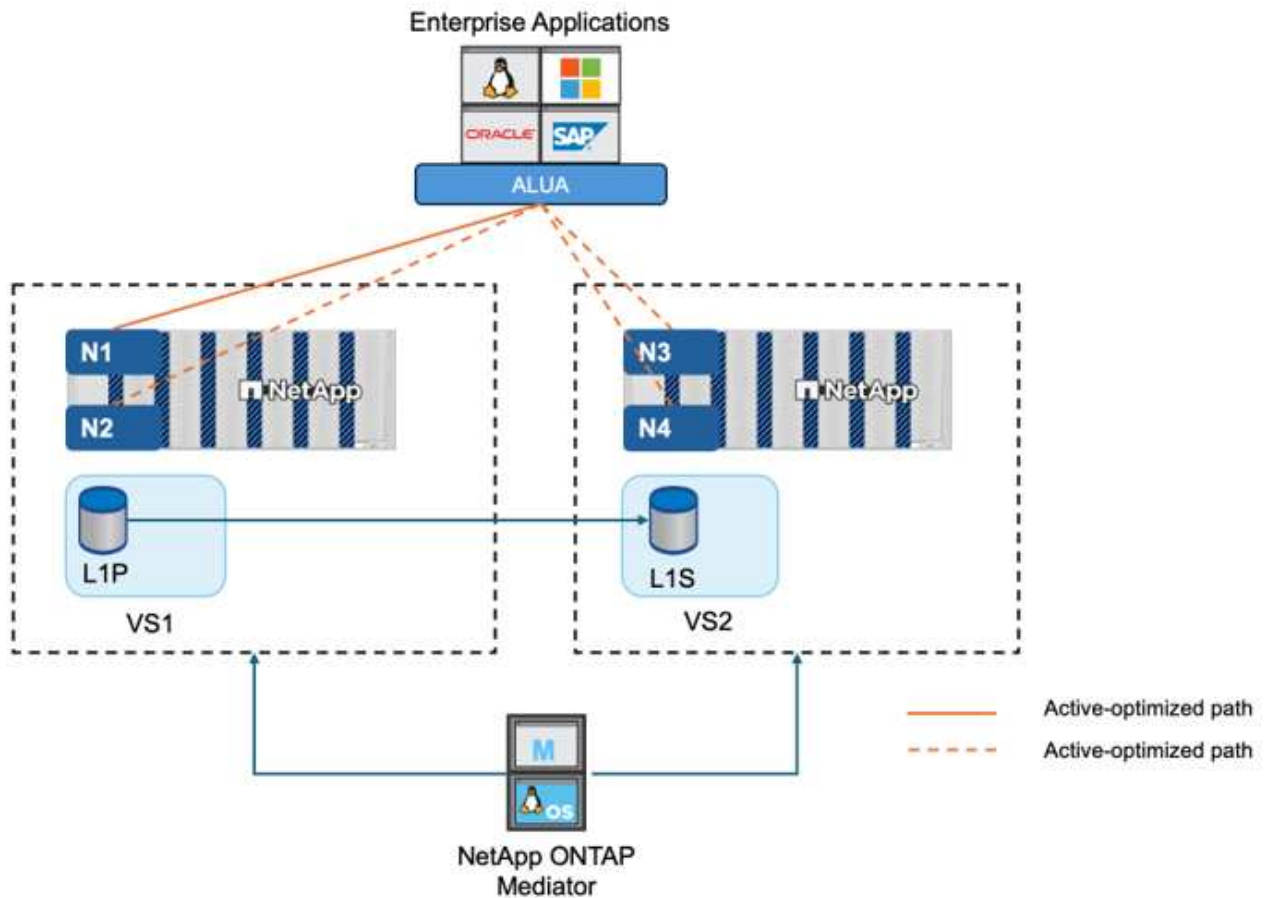 Enterprise Applications
ORACLE
SAP
ALUA
N1
NetApp
N2
N3
NetApp
N4
L1P
VS1
L1S
VS2
M
OS
NetApp ONTAP
Mediator
Active-optimized path
Active-optimized path